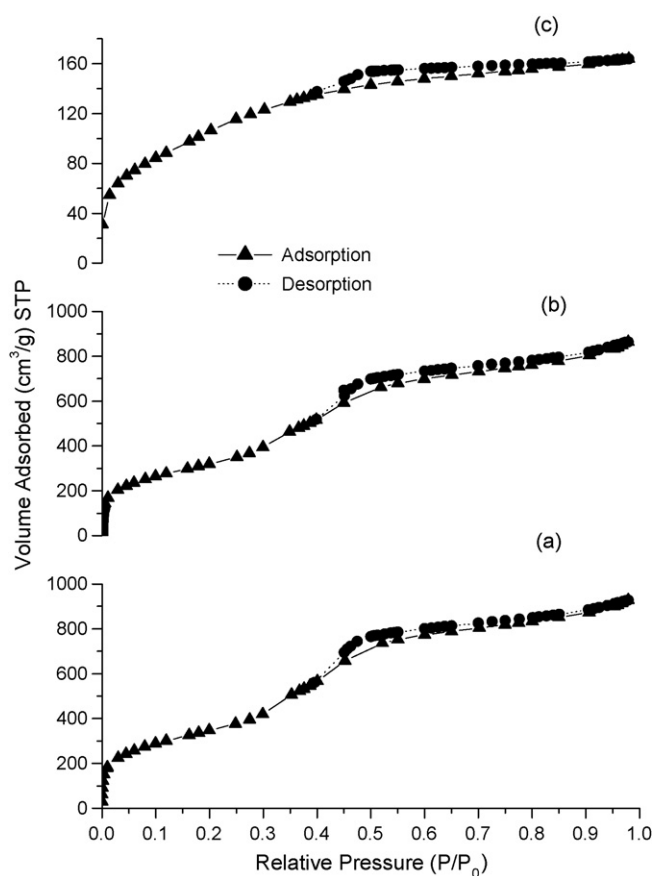 (c)
160
120
80
40
0
Adsorption
Desorption
Volume Adsorbed (cm³/g) STP
(b)
1000
800
600
400
200
0
(a)
1000
800
600
400
200
0
0.0 0.1 0.2 0.3 0.4 0.5 0.6 0.7 0.8 0.9 1.0
Relative Pressure (P/P₀)